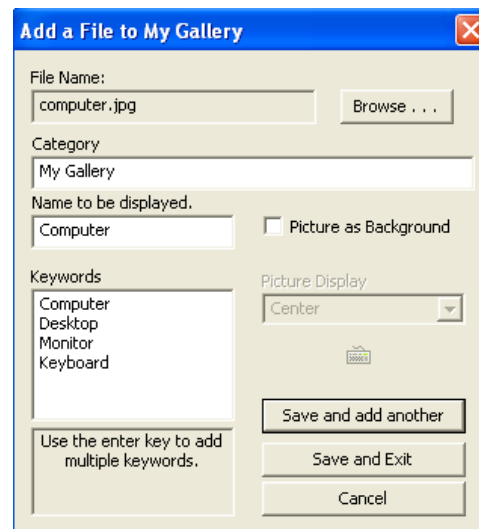 Add a File to My Gallery
File Name:
computer.jpg
Browse . . .
Category
My Gallery
Name to be displayed.
Computer
Picture as Background
Keywords
Computer
Desktop
Monitor
Keyboard
Picture Display
Center
Use the enter key to add
multiple keywords.
Save and add another
Save and Exit
Cancel